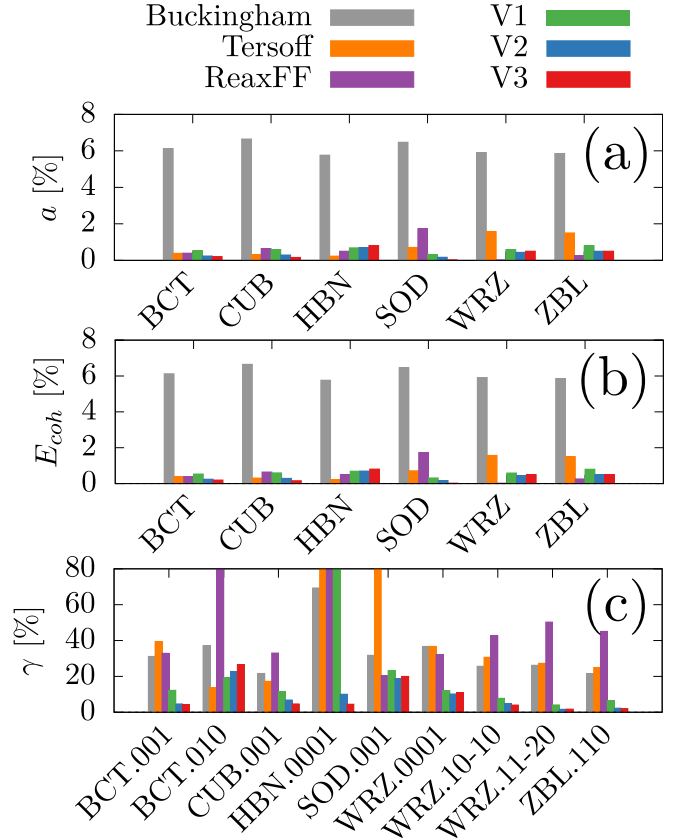 Buckingham V1
Tersoff V2
ReaxFF V3
8
6
4
2
0
a [%]
(a)
BCT CUB HBN SOD WRZ ZBL
8
6
4
2
0
E_coh [%]
(b)
BCT CUB HBN SOD WRZ ZBL
80
60
40
20
0
γ [%]
(c)
BCT.001 BCT.010 CUB.001 HBN.0001 SOD.001 WRZ.0001 WRZ.10-10 WRZ.11-20 ZBL.110